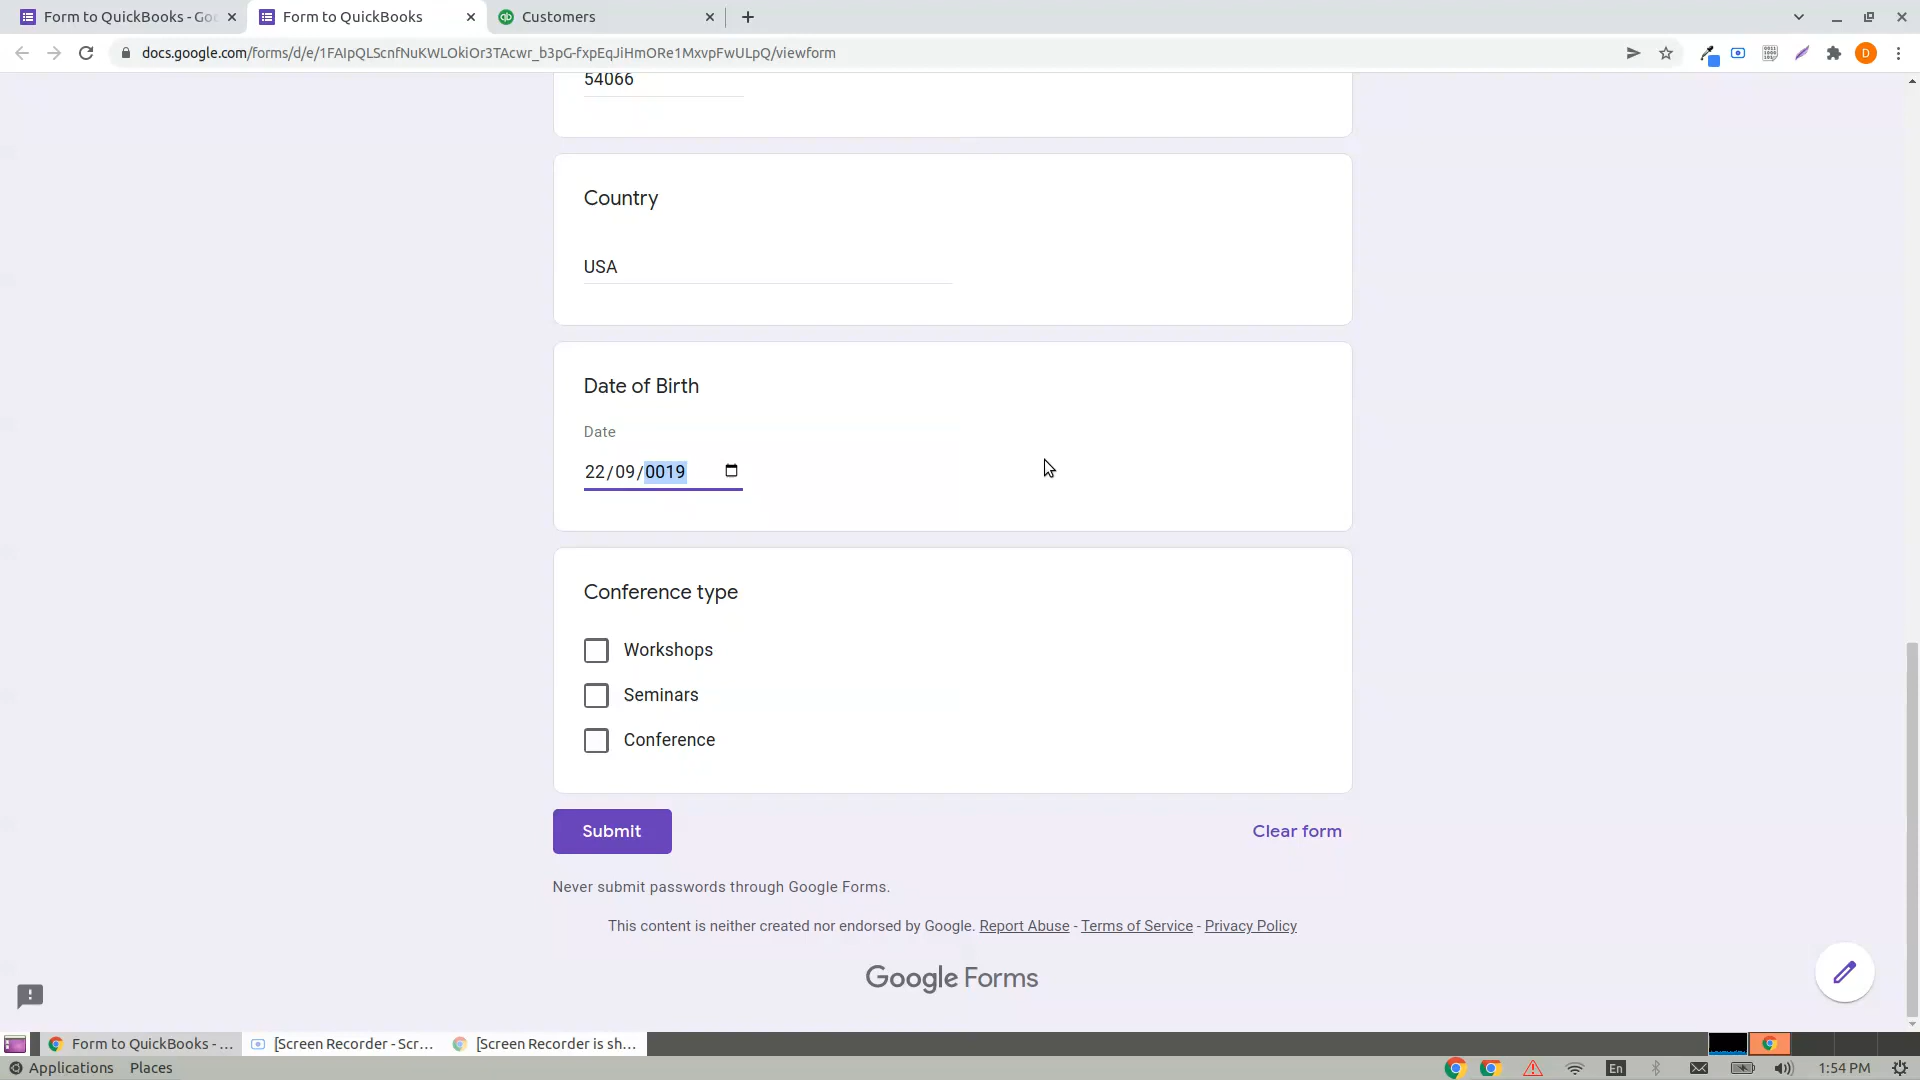 Form to QuickBooks - Goo
Form to QuickBooks
Customers
docs.google.com/forms/d/e/1FAIpQLScnfNuKWLOkiOr3TAcwr_b3pG-fxpEqJiHmORe1MxvpFwULpQ/viewform
D
54066
Country
USA
Date of Birth
Date
22/09/0019
Conference type
Workshops
Seminars
Conference
Submit
Clear form
Never submit passwords through Google Forms.
This content is neither created nor endorsed by Google. Report Abuse - Terms of Service - Privacy Policy
Google Forms
Form to QuickBooks - ...
[Screen Recorder - Scr...
[Screen Recorder is sh...
Applications
Places
En
1:54 PM